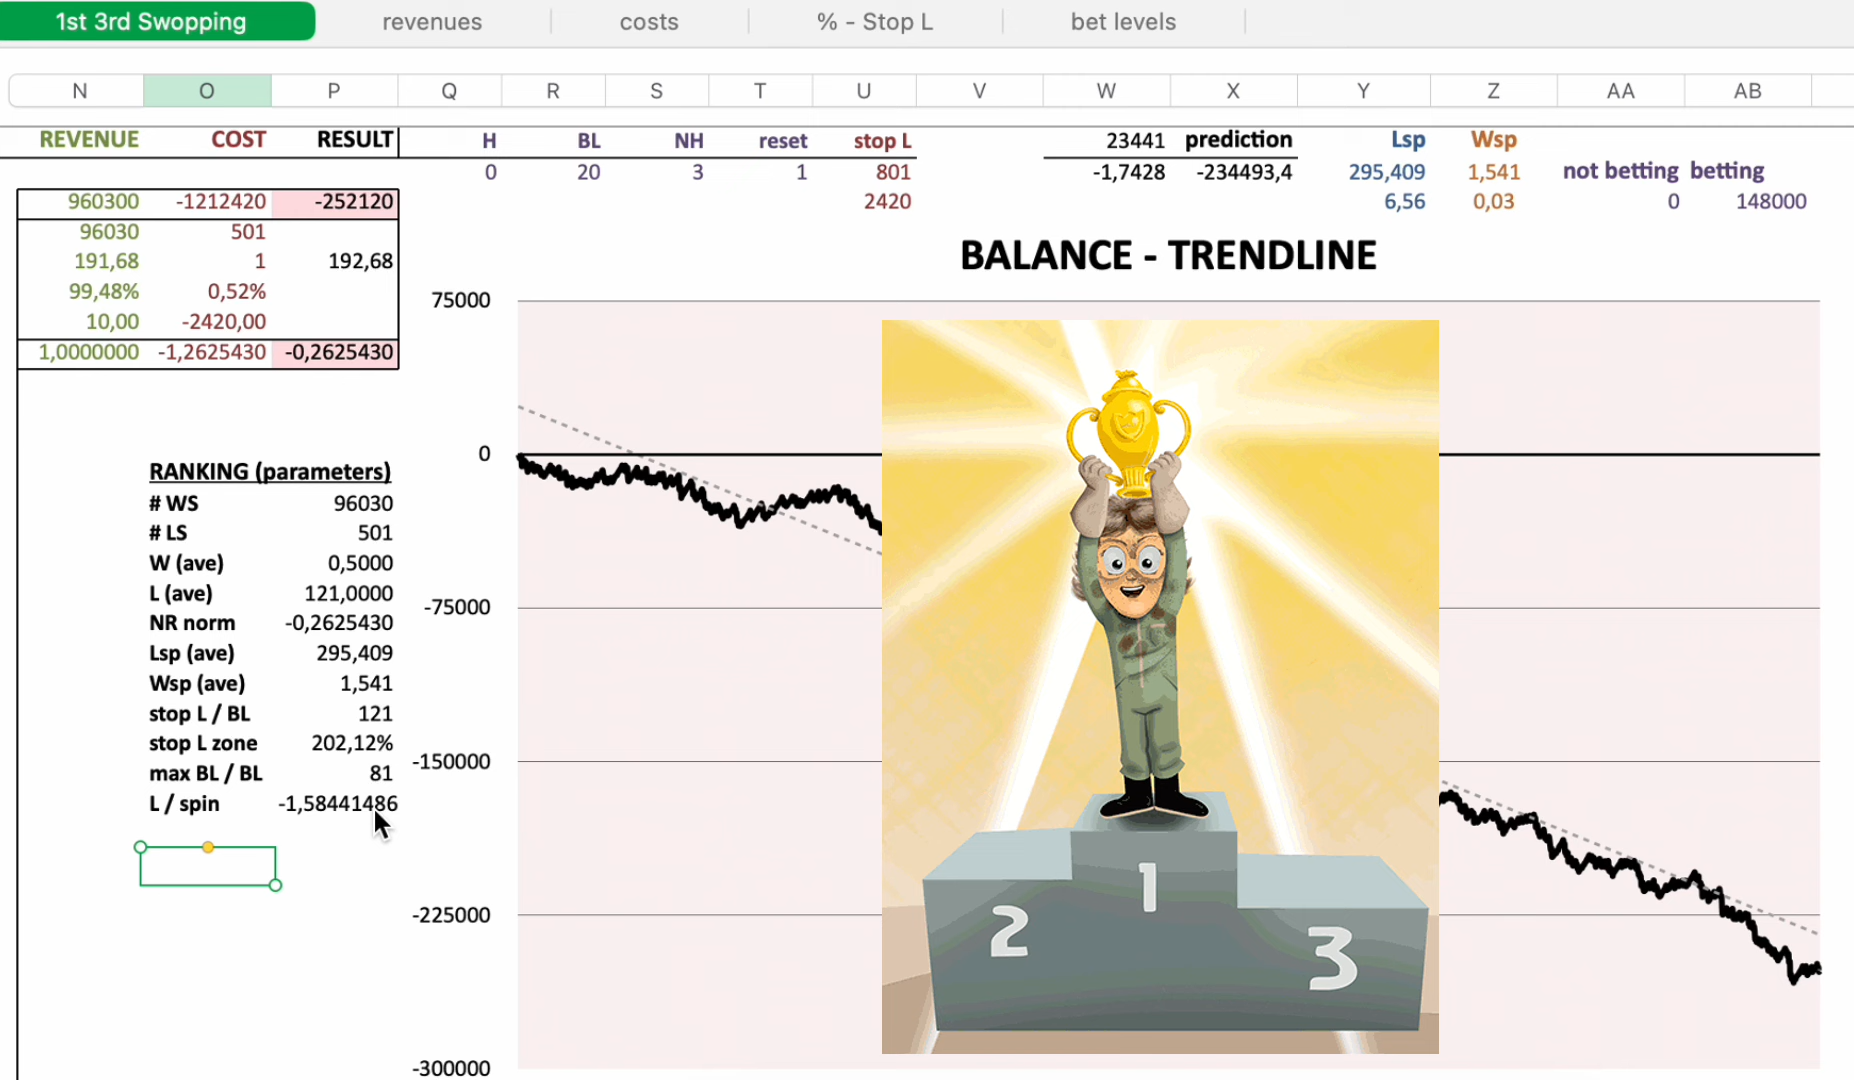 1st 3rd Swopping revenues costs % - Stop L bet levels
N O P Q R S T U V W X Y Z AA AB
REVENUE COST RESULT H BL NH reset stop L 23441 prediction Lsp Wsp
0 20 3 1 801 -1,7428 -234493,4 295,409 1,541 not betting betting
960300 -1212420 -252120 2420 6,56 0,03 0 148000
96030 501
191,68 1 192,68
99,48% 0,52%
10,00 -2420,00
1,0000000 -1,2625430 -0,2625430
BALANCE - TRENDLINE
75000
0
-75000
-150000
-225000
-300000
RANKING (parameters)
# WS 96030
# LS 501
W (ave) 0,5000
L (ave) 121,0000
NR norm -0,2625430
Lsp (ave) 295,409
Wsp (ave) 1,541
stop L / BL 121
stop L zone 202,12%
max BL / BL 81
L / spin -1,58441486
1
2
3